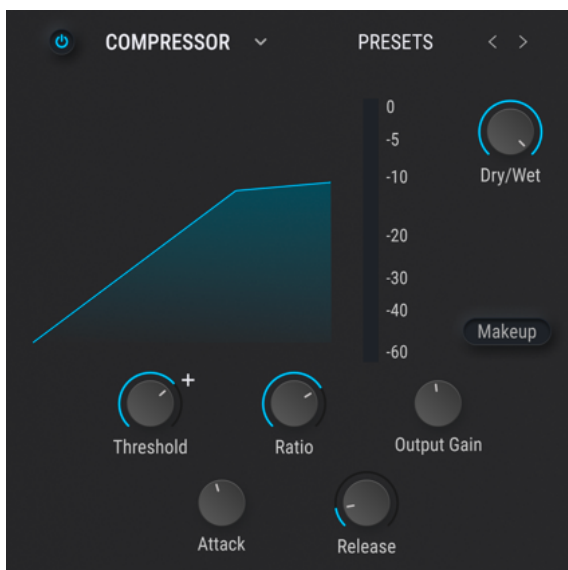 COMPRESSOR
PRESETS
0
-5
-10
-20
-30
-40
-60
Dry/Wet
Makeup
Threshold
Ratio
Output Gain
Attack
Release